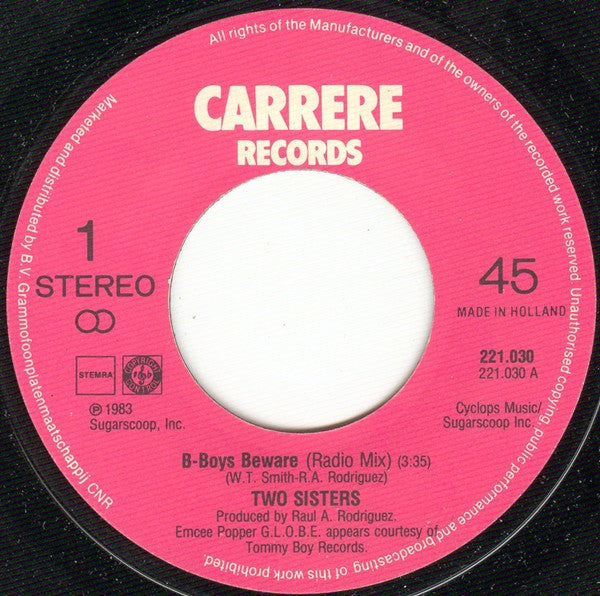 All rights of the Manufacturers and of the owners of the recorded work reserved. Unauthorised copying, public performance and broadcasting of this work prohibited.
Marketed and distributed by B.V. Grammofoonplatenmaatschappij CNR
CARRERE
RECORDS
1
STEREO
45
MADE IN HOLLAND
STEMRA
COPYRIGHT
CONTROL
221.030
221.030 A
℗ 1983
Sugarscoop, Inc.
Cyclops Music/
Sugarscoop Inc.
B-Boys Beware (Radio Mix) (3:35)
(W.T. Smith-R.A. Rodriguez)
TWO SISTERS
Produced by Raul A. Rodriguez.
Emcee Popper G.L.O.B.E. appears courtesy of
Tommy Boy Records.